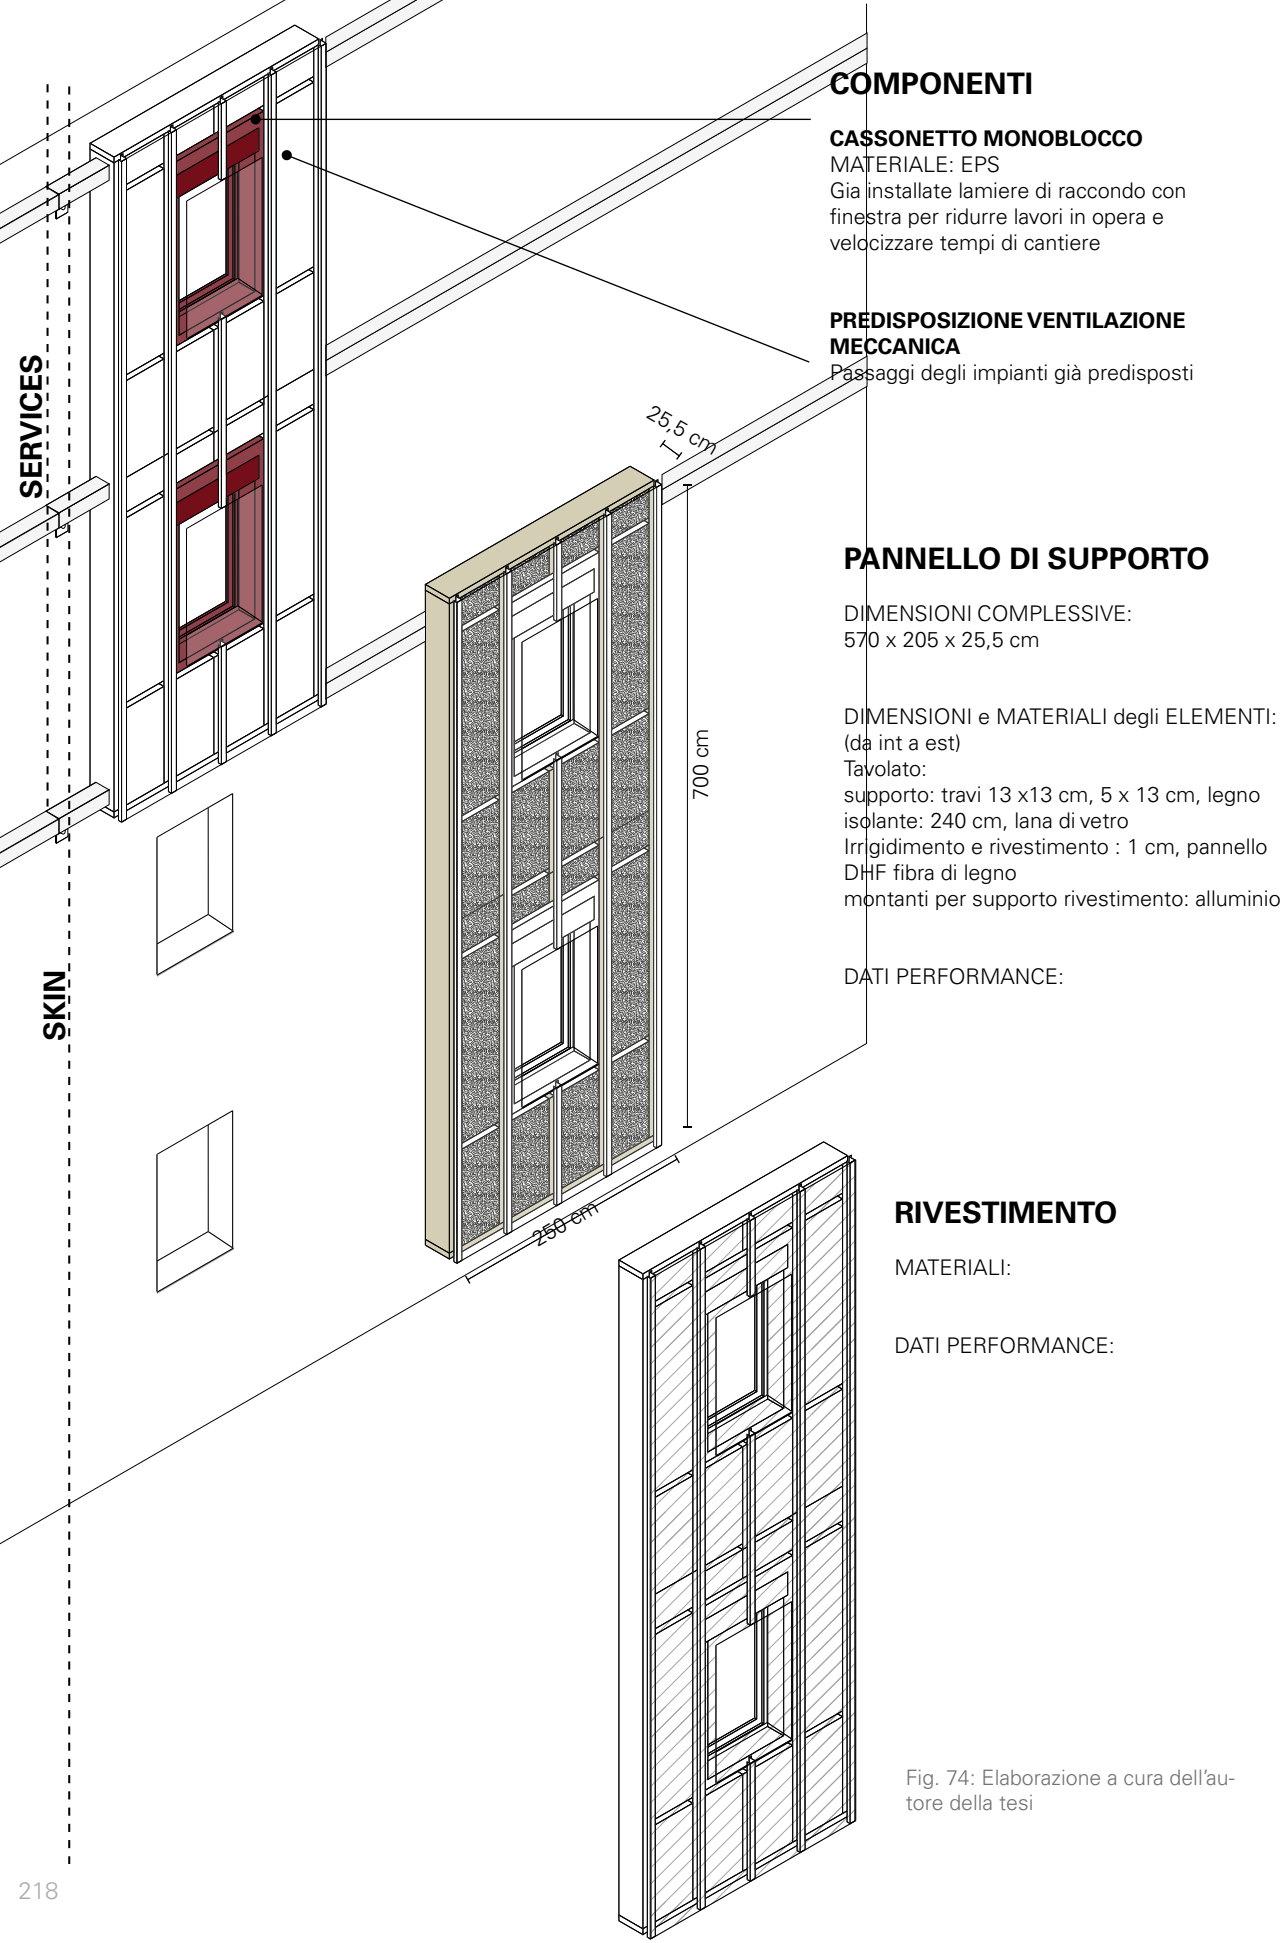 COMPONENTI
CASSONETTO MONOBLOCCO
MATERIALE: EPS
Gia installate lamiere di raccondo con
finestra per ridurre lavori in opera e
velocizzare tempi di cantiere
PREDISPOSIZIONE VENTILAZIONE
MECCANICA
Passaggi degli impianti già predisposti
SERVICES
25,5 cm
PANNELLO DI SUPPORTO
DIMENSIONI COMPLESSIVE:
570 x 205 x 25,5 cm
DIMENSIONI e MATERIALI degli ELEMENTI:
(da int a est)
Tavolato:
supporto: travi 13 x13 cm, 5 x 13 cm, legno
isolante: 240 cm, lana di vetro
Irrigidimento e rivestimento : 1 cm, pannello
DHF fibra di legno
montanti per supporto rivestimento: alluminio
DATI PERFORMANCE:
700 cm
SKIN
250 cm
RIVESTIMENTO
MATERIALI:
DATI PERFORMANCE:
Fig. 74: Elaborazione a cura dell'au-
tore della tesi
218